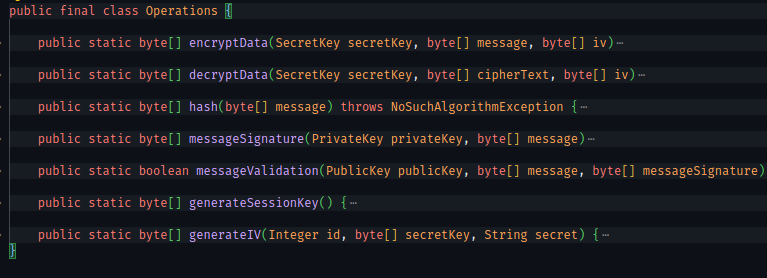 public final class Operations {
public static byte[] encryptData(SecretKey secretKey, byte[] message, byte[] iv)⋯
public static byte[] decryptData(SecretKey secretKey, byte[] cipherText, byte[] iv)⋯
public static byte[] hash(byte[] message) throws NoSuchAlgorithmException {⋯
public static byte[] messageSignature(PrivateKey privateKey, byte[] message)⋯
public static boolean messageValidation(PublicKey publicKey, byte[] message, byte[] messageSignature)
public static byte[] generateSessionKey() {⋯
public static byte[] generateIV(Integer id, byte[] secretKey, String secret) {⋯
}